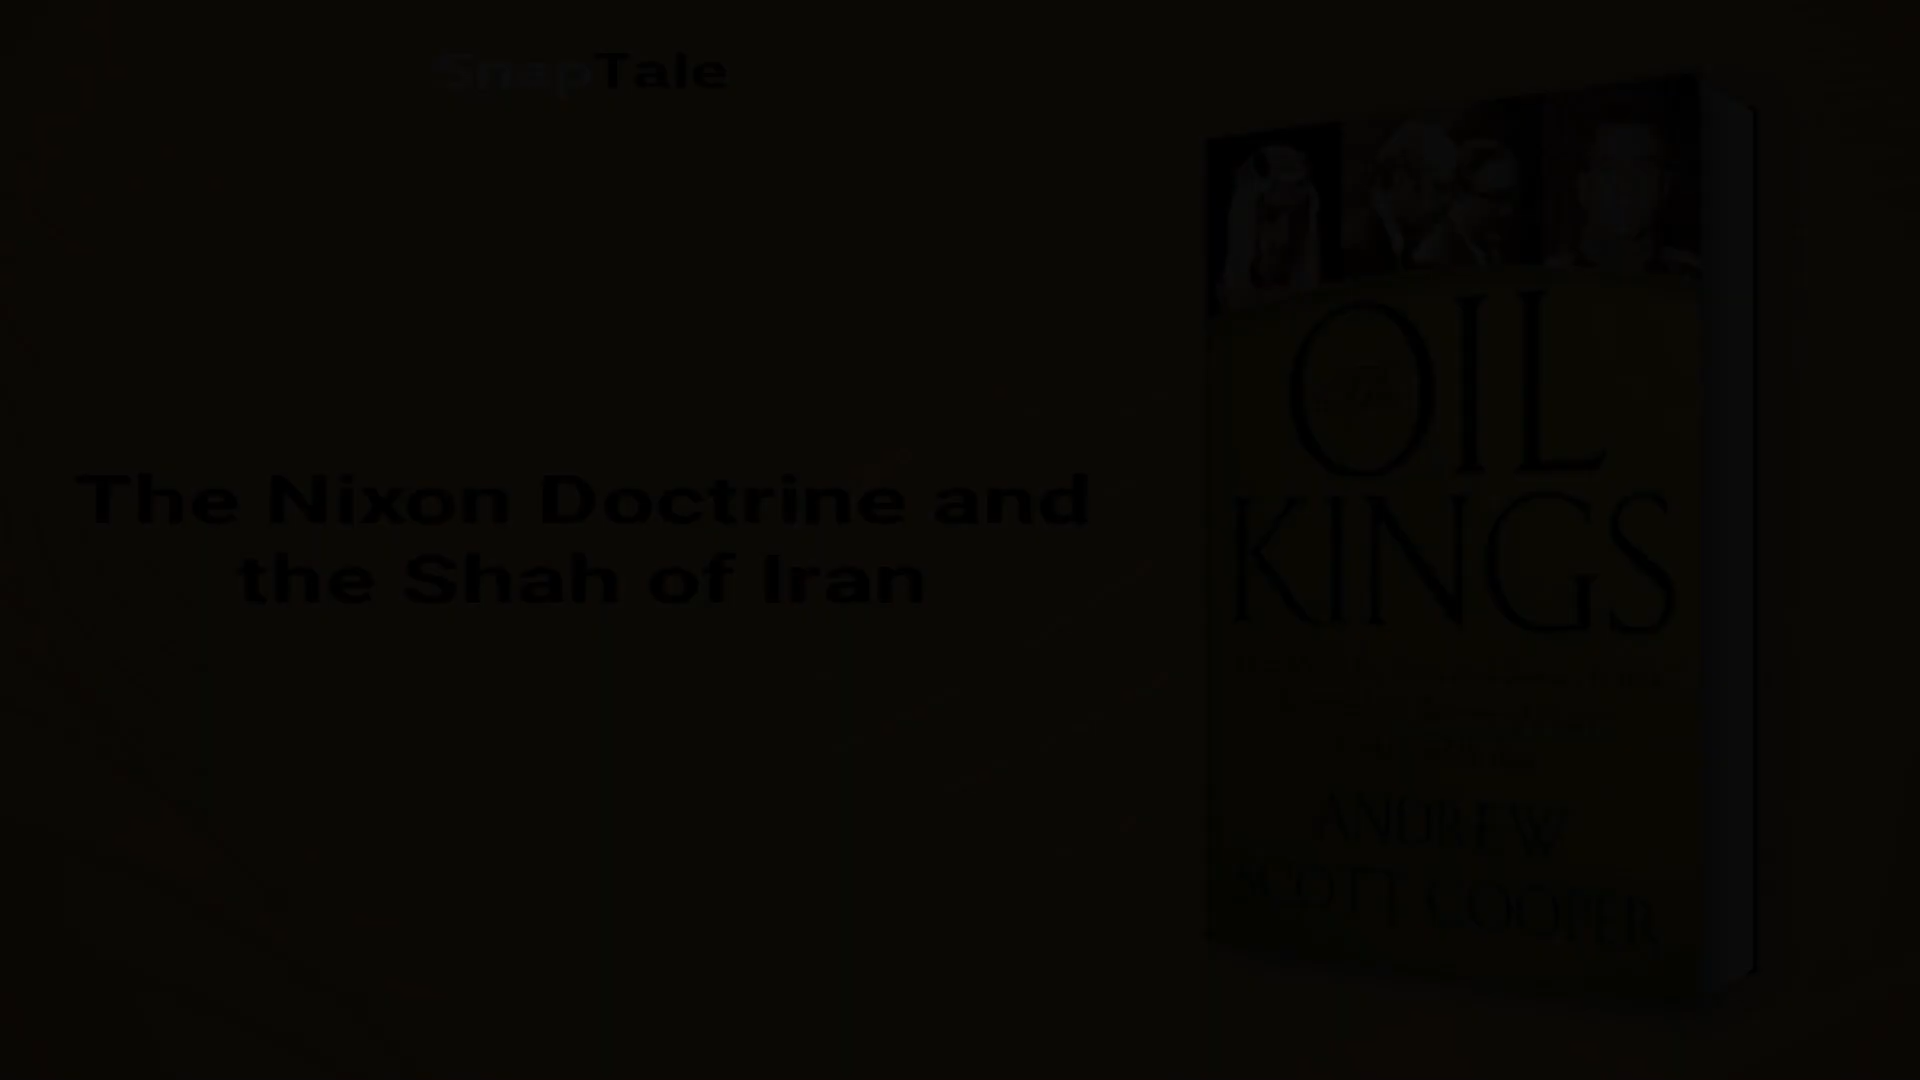 SnapTale
The Nixon Doctrine and
the Shah of Iran
OIL
KINGS
ANDREW
SCOTT COOPER